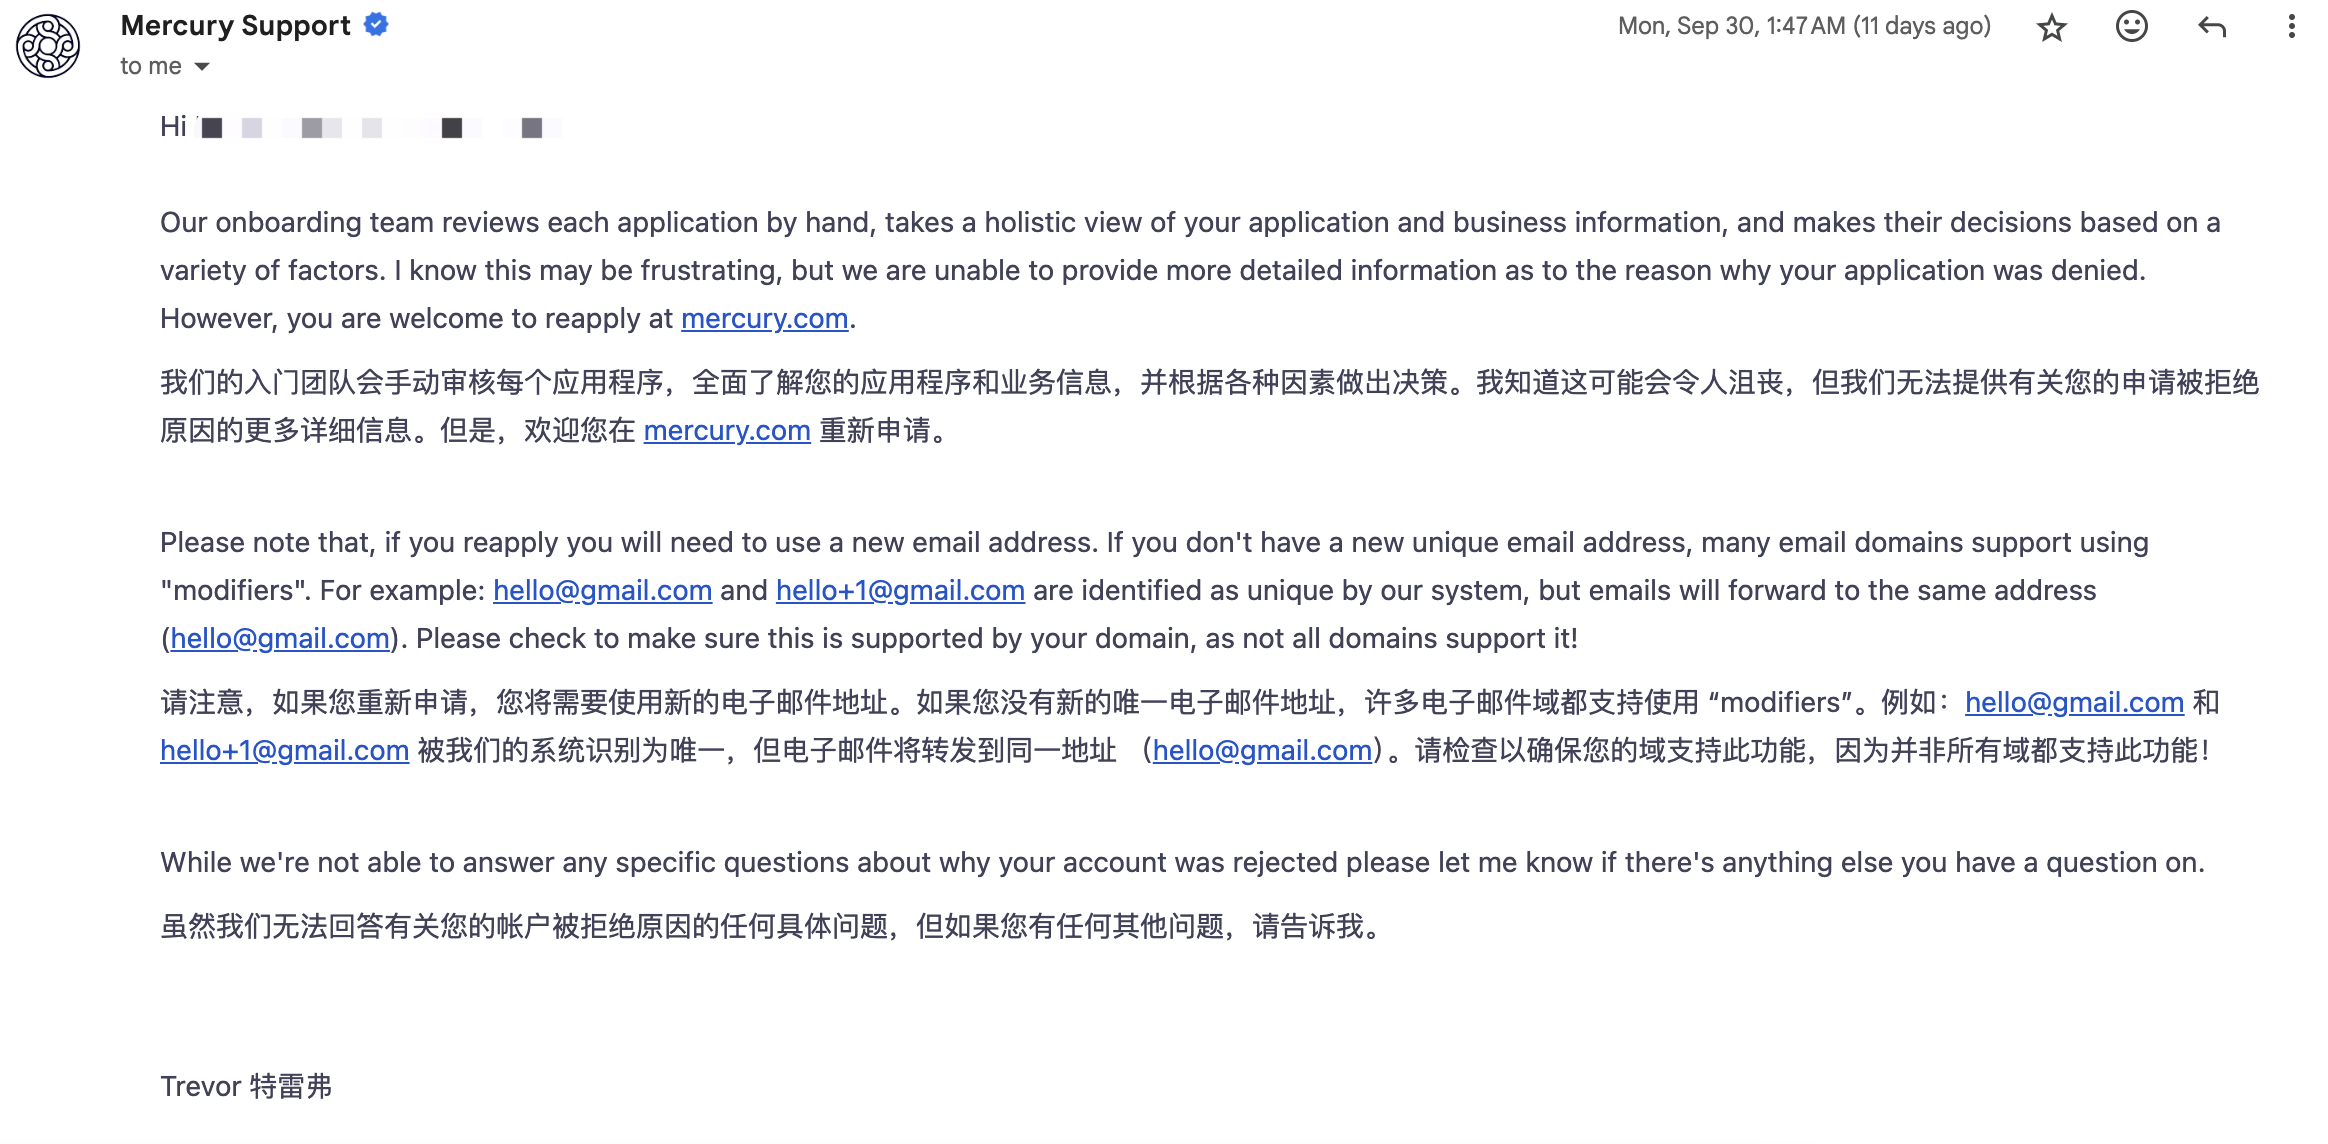 Mercury Support
Mon, Sep 30, 1:47 AM (11 days ago)
to me
Hi
Our onboarding team reviews each application by hand, takes a holistic view of your application and business information, and makes their decisions based on a
variety of factors. I know this may be frustrating, but we are unable to provide more detailed information as to the reason why your application was denied.
However, you are welcome to reapply at mercury.com.
我们的入门团队会手动审核每个应用程序，全面了解您的应用程序和业务信息，并根据各种因素做出决策。我知道这可能会令人沮丧，但我们无法提供有关您的申请被拒绝
原因的更多详细信息。但是，欢迎您在 mercury.com 重新申请。
Please note that, if you reapply you will need to use a new email address. If you don't have a new unique email address, many email domains support using
"modifiers". For example: hello@gmail.com and hello+1@gmail.com are identified as unique by our system, but emails will forward to the same address
(hello@gmail.com). Please check to make sure this is supported by your domain, as not all domains support it!
请注意，如果您重新申请，您将需要使用新的电子邮件地址。如果您没有新的唯一电子邮件地址，许多电子邮件域都支持使用 “modifiers”。例如：hello@gmail.com 和
hello+1@gmail.com 被我们的系统识别为唯一，但电子邮件将转发到同一地址 （hello@gmail.com）。请检查以确保您的域支持此功能，因为并非所有域都支持此功能！
While we're not able to answer any specific questions about why your account was rejected please let me know if there's anything else you have a question on.
虽然我们无法回答有关您的帐户被拒绝原因的任何具体问题，但如果您有任何其他问题，请告诉我。
Trevor 特雷弗